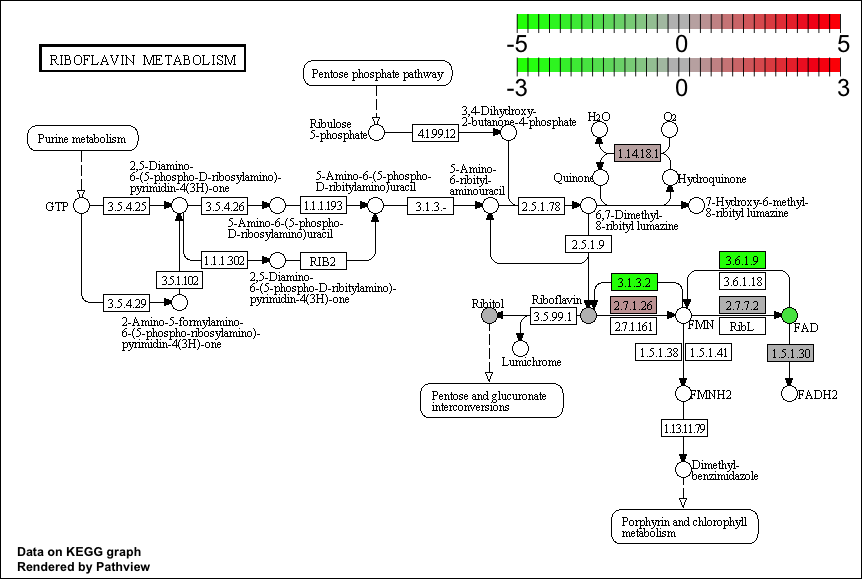 -5 0 5
RIBOFLAVIN METABOLISM
-3 0 3
Pentose phosphate pathway
3,4-Dihydroxy-
2-butanone-4-phosphate
Ribulose
5-phosphate
4.1.99.12
H2O
O2
Purine metabolism
1.14.18.1
2,5-Diamino-
6-(5-phospho-D-ribosylamino)-
pyrimidin-4(3H)-one
5-Amino-6-(5-phospho-
D-ribitylamino)uracil
5-Amino-
6-ribityl-
aminouracil
Quinone
Hydroquinone
GTP
3.5.4.25
3.5.4.26
1.1.1.193
3.1.3.-
2.5.1.78
7-Hydroxy-6-methyl-
8-ribityl lumazine
6,7-Dimethyl-
8-ribityl lumazine
5-Amino-6-(5-phospho-
D-ribosylamino)uracil
2.5.1.9
1.1.1.302
RIB2
3.5.1.102
2,5-Diamino-
6-(5-phospho-D-ribitylamino)-
pyrimidin-4(3H)-one
3.6.1.9
3.6.1.18
3.1.3.2
3.5.4.29
Ribitol
Riboflavin
2.7.1.26
2.7.7.2
3.5.99.1
2.7.1.161
FMN
RibL
FAD
2-Amino-5-formylamino-
6-(5-phospho-ribosylamino)-
pyrimidin-4(3H)-one
Lumichrome
1.5.1.38
1.5.1.41
1.5.1.30
Pentose and glucuronate
interconversions
FMNH2
FADH2
1.13.11.79
Dimethyl-
benzimidazole
Porphyrin and chlorophyll
metabolism
Data on KEGG graph
Rendered by Pathview